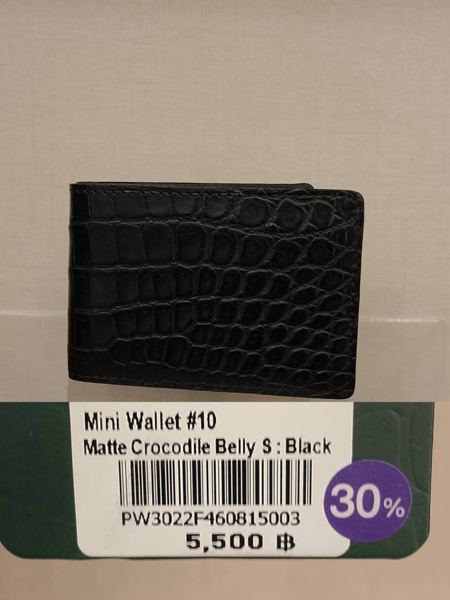 Mini Wallet #10
Matte Crocodile Belly S : Black
PW3022F460815003
30%
5,500 ฿